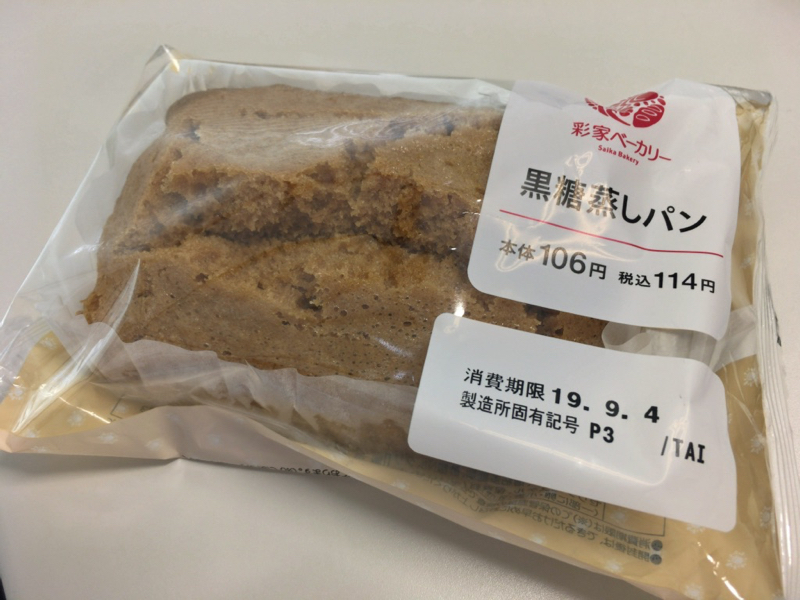 彩家ベーカリー
Saika Bakery
黒糖蒸しパン
本体106円 税込114円
消費期限 19. 9. 4
製造所固有記号 P3 /TAI